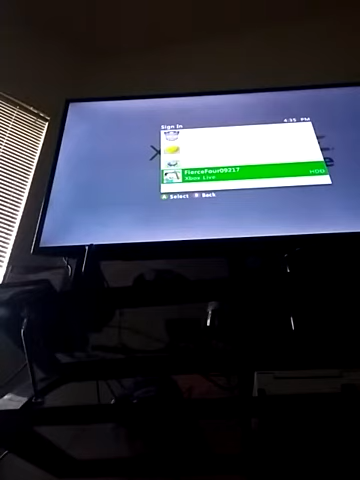 Sign In
4:35 PM
FierceFour09217
Xbox Live
HDD
A Select B Back